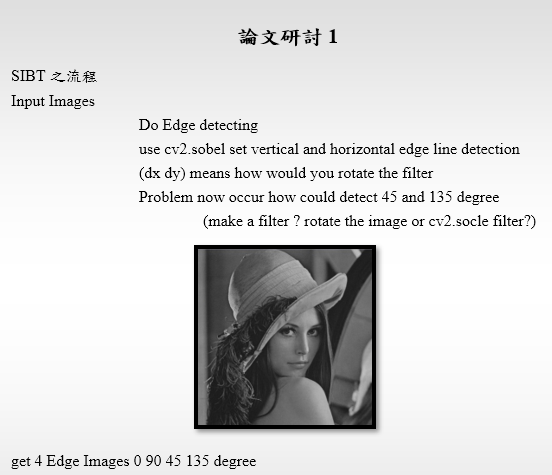 論文研討 1
SIBT 之流程
Input Images
Do Edge detecting
use cv2.sobel set vertical and horizontal edge line detection
(dx dy) means how would you rotate the filter
Problem now occur how could detect 45 and 135 degree
(make a filter ? rotate the image or cv2.socle filter?)
get 4 Edge Images 0 90 45 135 degree